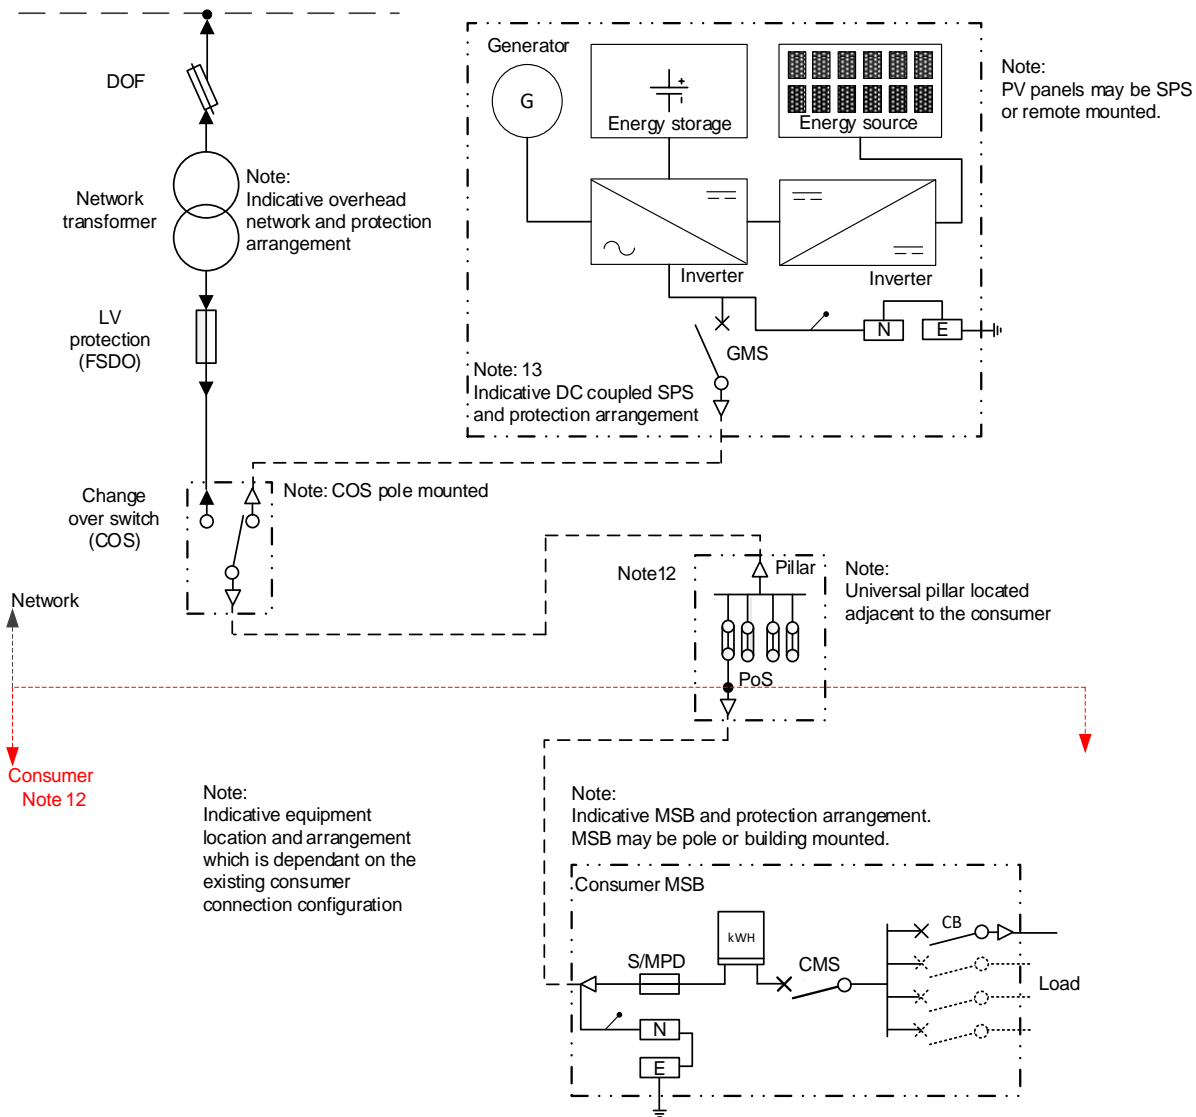 DOF
Network
transformer
Note:
Indicative overhead
network and protection
arrangement
LV
protection
(FSDO)
Generator
G
+
Energy storage
Energy source
Note:
PV panels may be SPS
or remote mounted.
Inverter
Inverter
N
E
GMS
Note: 13
Indicative DC coupled SPS
and protection arrangement
Change
over switch
(COS)
Note: COS pole mounted
Note12
Pillar
Note:
Universal pillar located
adjacent to the consumer
PoS
Network
Consumer
Note 12
Note:
Indicative equipment
location and arrangement
which is dependant on the
existing consumer
connection configuration
Note:
Indicative MSB and protection arrangement.
MSB may be pole or building mounted.
Consumer MSB
kWH
S/MPD
CMS
CB
Load
N
E